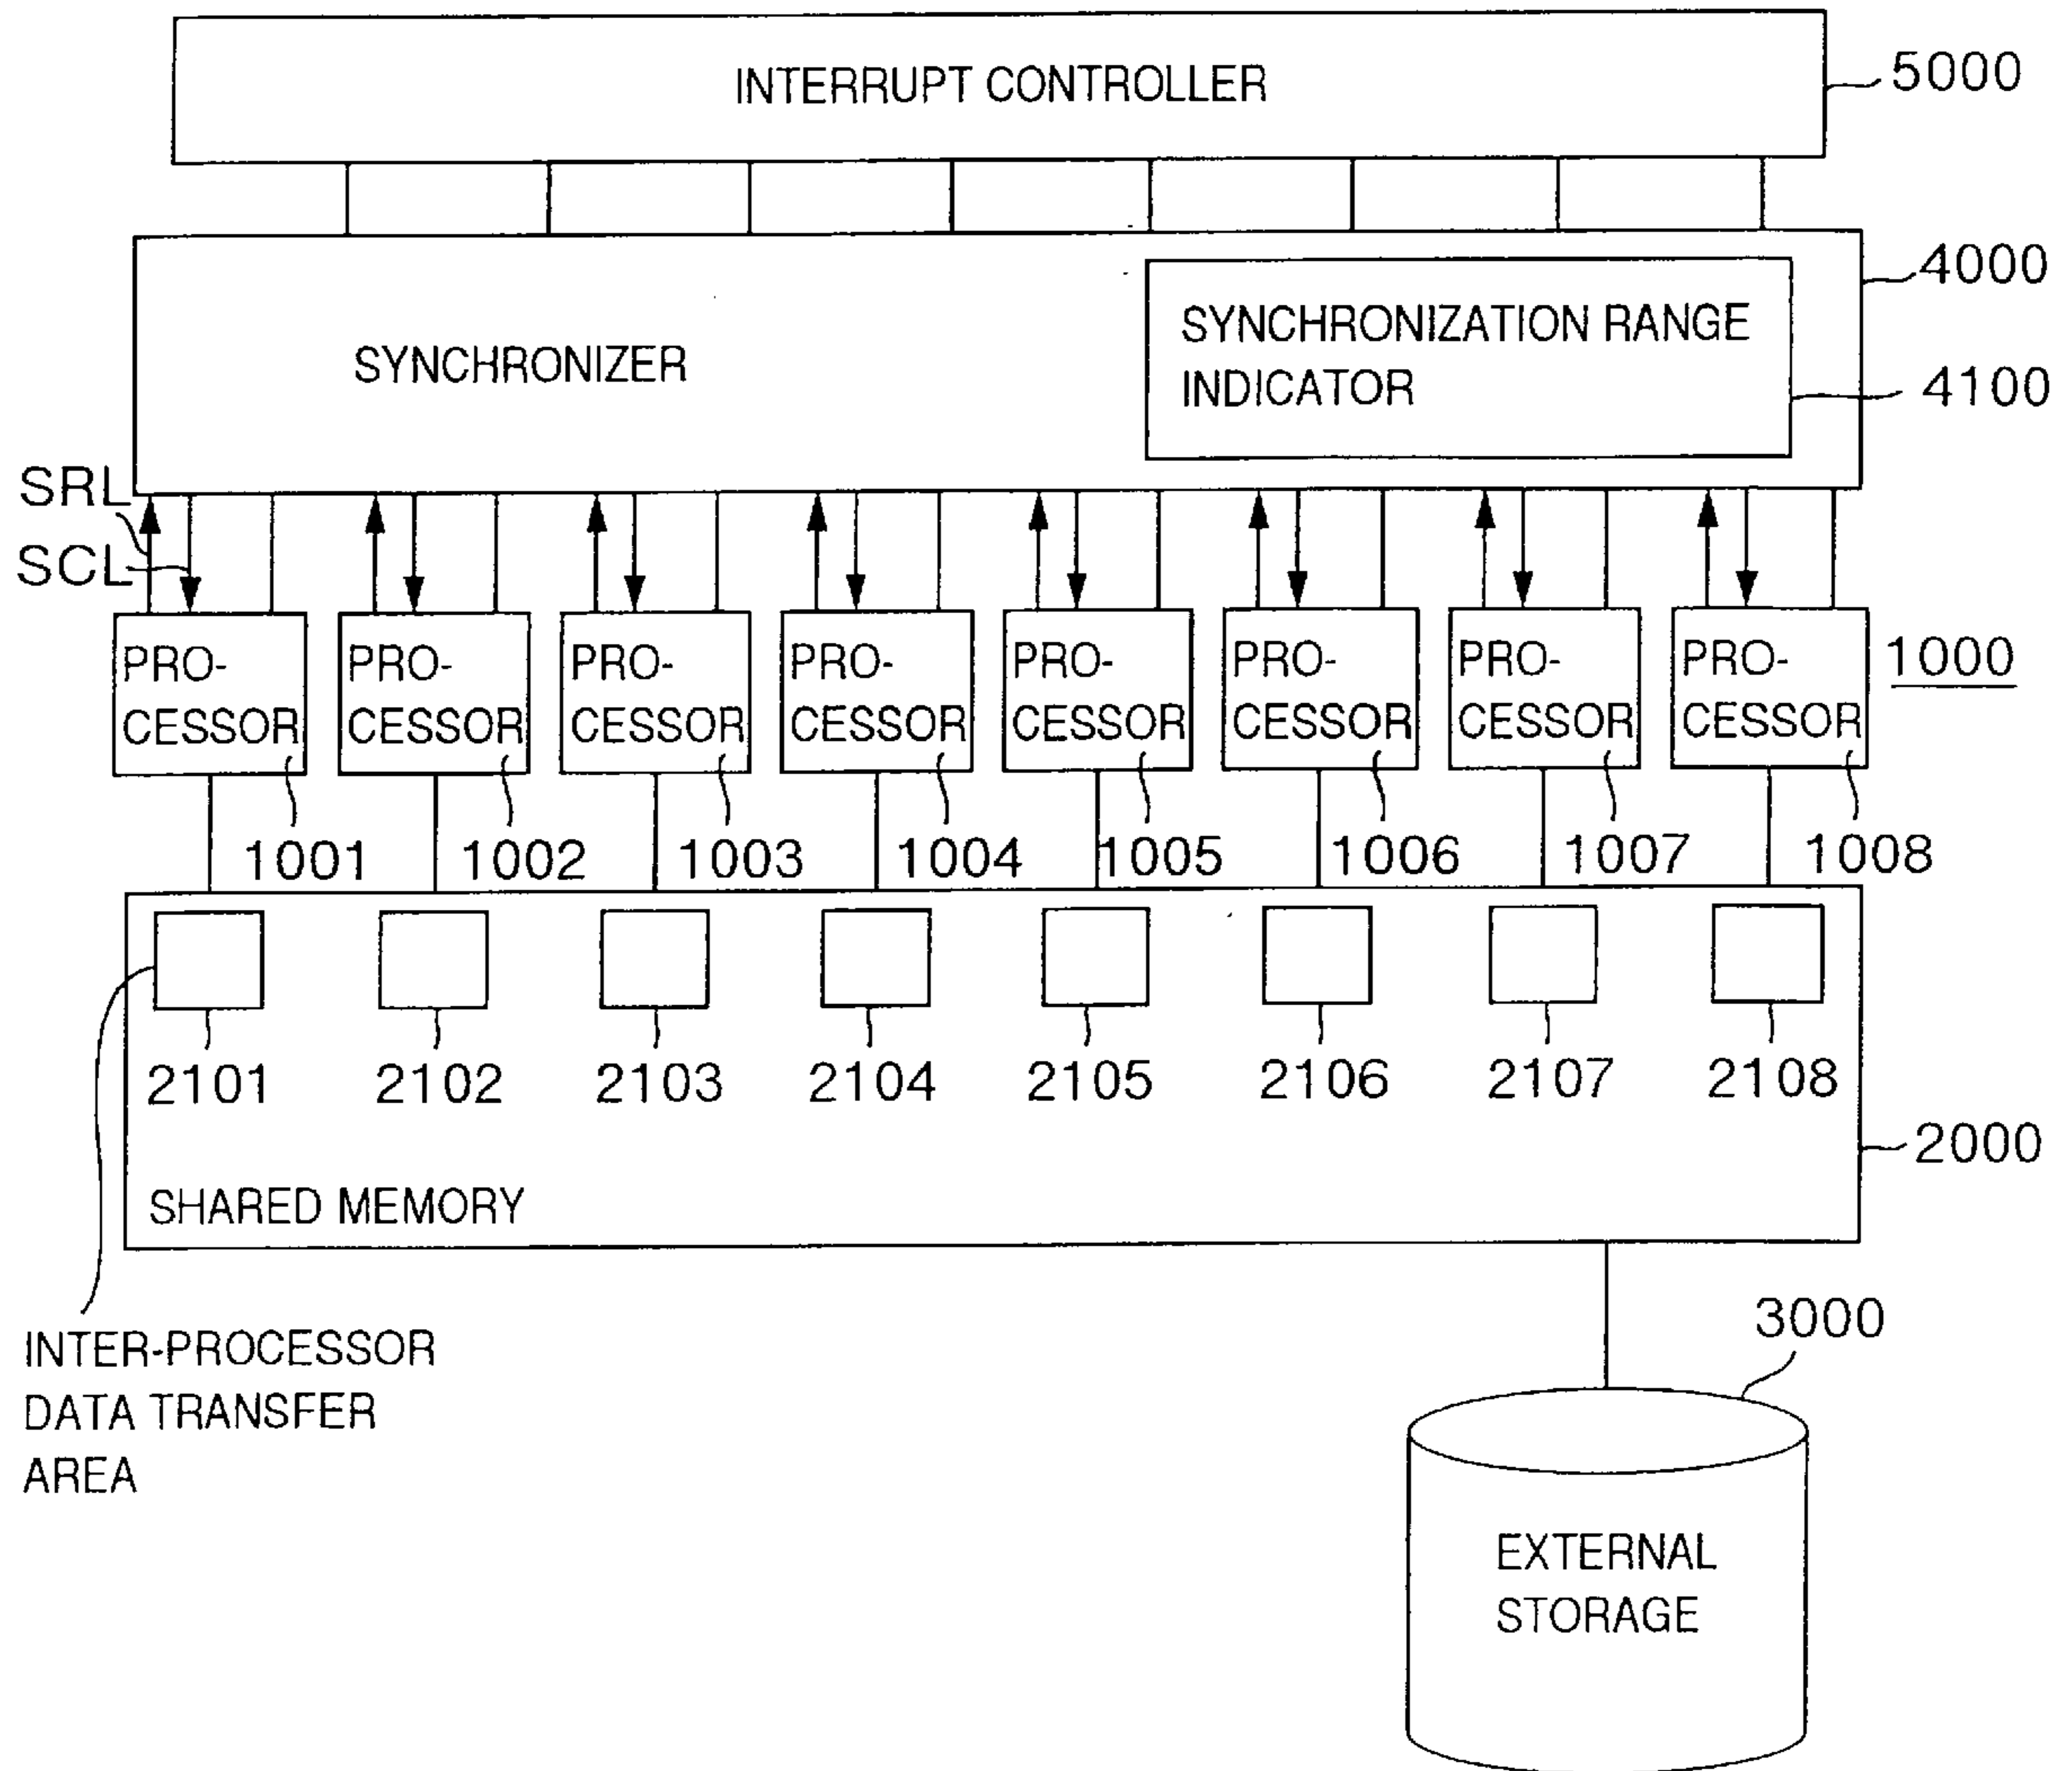 INTERRUPT CONTROLLER
5000
4000
SYNCHRONIZATION RANGE
INDICATOR
SYNCHRONIZER
4100
SRL
SCL
PRO-
CESSOR
PRO-
CESSOR
PRO-
CESSOR
PRO-
CESSOR
PRO-
CESSOR
PRO-
CESSOR
PRO-
CESSOR
PRO-
CESSOR
1000
1001
1002
1003
1004
1005
1006
1007
1008
2101
2102
2103
2104
2105
2106
2107
2108
2000
SHARED MEMORY
3000
INTER-PROCESSOR
DATA TRANSFER
AREA
EXTERNAL
STORAGE